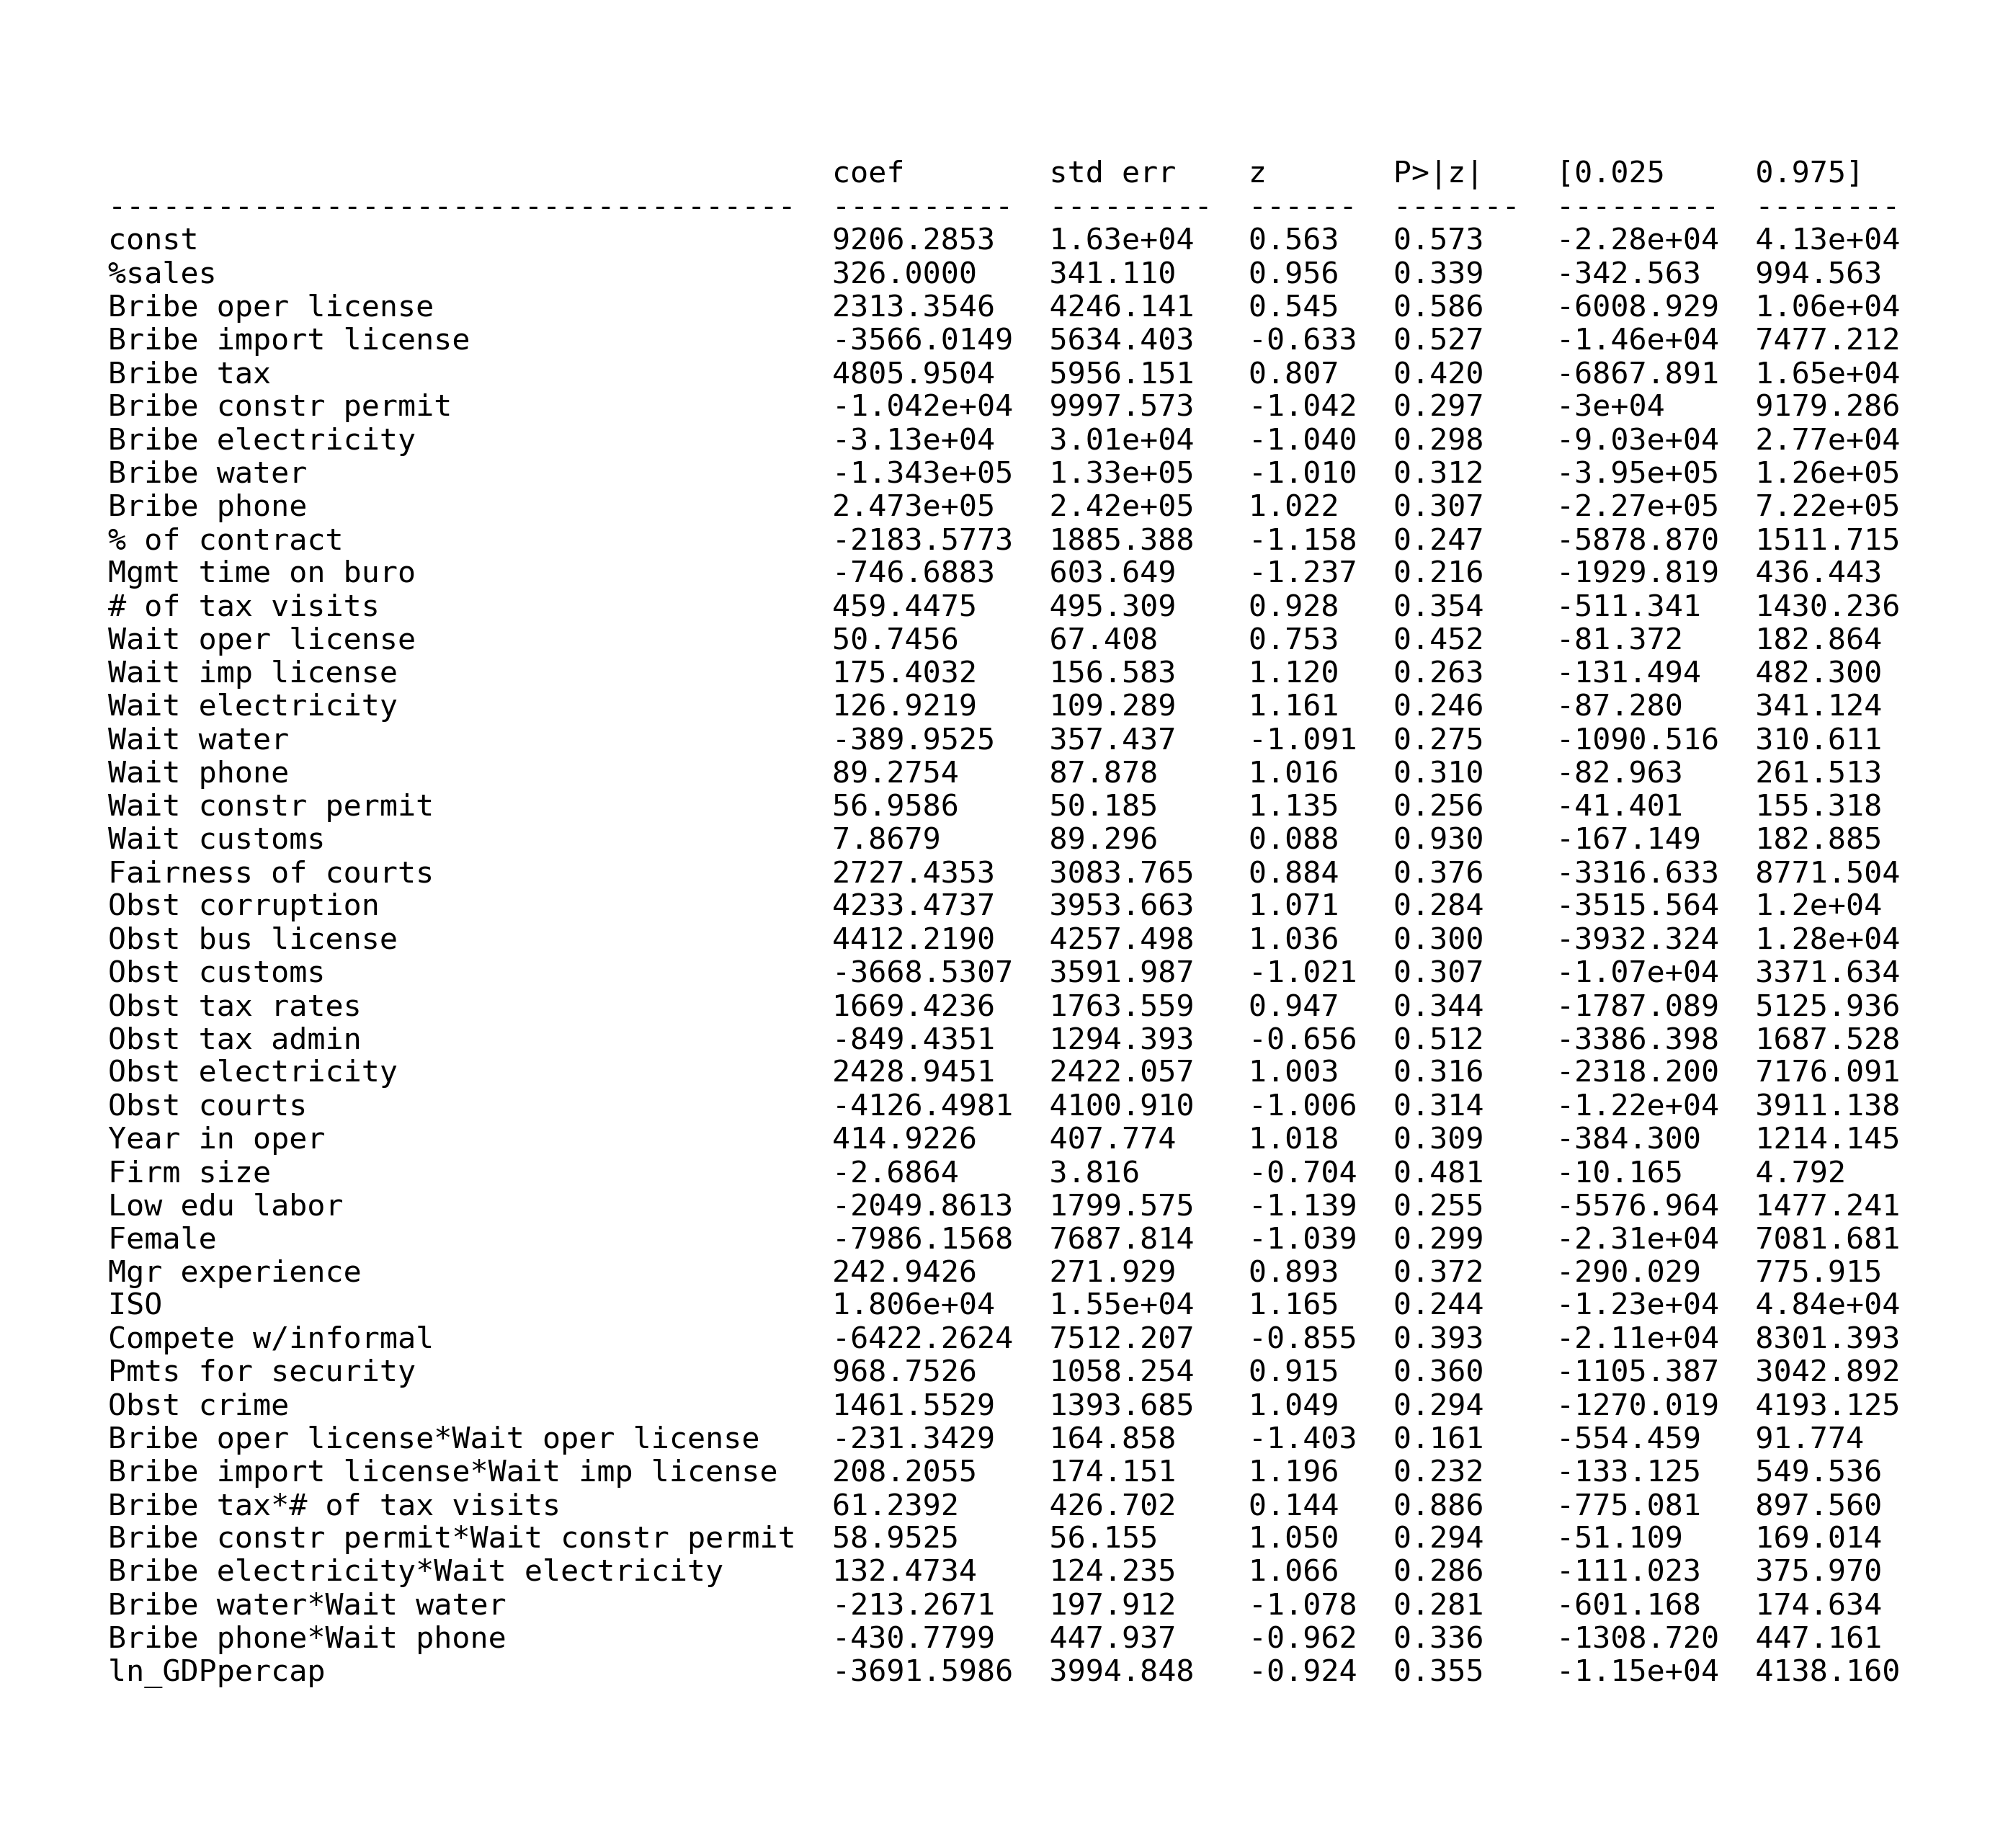 coef std err z P>|z| [0.025 0.975]
-------------------------------------- ---------- --------- ------ ------- --------- --------
const 9206.2853 1.63e+04 0.563 0.573 -2.28e+04 4.13e+04
%sales 326.0000 341.110 0.956 0.339 -342.563 994.563
Bribe oper license 2313.3546 4246.141 0.545 0.586 -6008.929 1.06e+04
Bribe import license -3566.0149 5634.403 -0.633 0.527 -1.46e+04 7477.212
Bribe tax 4805.9504 5956.151 0.807 0.420 -6867.891 1.65e+04
Bribe constr permit -1.042e+04 9997.573 -1.042 0.297 -3e+04 9179.286
Bribe electricity -3.13e+04 3.01e+04 -1.040 0.298 -9.03e+04 2.77e+04
Bribe water -1.343e+05 1.33e+05 -1.010 0.312 -3.95e+05 1.26e+05
Bribe phone 2.473e+05 2.42e+05 1.022 0.307 -2.27e+05 7.22e+05
% of contract -2183.5773 1885.388 -1.158 0.247 -5878.870 1511.715
Mgmt time on buro -746.6883 603.649 -1.237 0.216 -1929.819 436.443
# of tax visits 459.4475 495.309 0.928 0.354 -511.341 1430.236
Wait oper license 50.7456 67.408 0.753 0.452 -81.372 182.864
Wait imp license 175.4032 156.583 1.120 0.263 -131.494 482.300
Wait electricity 126.9219 109.289 1.161 0.246 -87.280 341.124
Wait water -389.9525 357.437 -1.091 0.275 -1090.516 310.611
Wait phone 89.2754 87.878 1.016 0.310 -82.963 261.513
Wait constr permit 56.9586 50.185 1.135 0.256 -41.401 155.318
Wait customs 7.8679 89.296 0.088 0.930 -167.149 182.885
Fairness of courts 2727.4353 3083.765 0.884 0.376 -3316.633 8771.504
Obst corruption 4233.4737 3953.663 1.071 0.284 -3515.564 1.2e+04
Obst bus license 4412.2190 4257.498 1.036 0.300 -3932.324 1.28e+04
Obst customs -3668.5307 3591.987 -1.021 0.307 -1.07e+04 3371.634
Obst tax rates 1669.4236 1763.559 0.947 0.344 -1787.089 5125.936
Obst tax admin -849.4351 1294.393 -0.656 0.512 -3386.398 1687.528
Obst electricity 2428.9451 2422.057 1.003 0.316 -2318.200 7176.091
Obst courts -4126.4981 4100.910 -1.006 0.314 -1.22e+04 3911.138
Year in oper 414.9226 407.774 1.018 0.309 -384.300 1214.145
Firm size -2.6864 3.816 -0.704 0.481 -10.165 4.792
Low edu labor -2049.8613 1799.575 -1.139 0.255 -5576.964 1477.241
Female -7986.1568 7687.814 -1.039 0.299 -2.31e+04 7081.681
Mgr experience 242.9426 271.929 0.893 0.372 -290.029 775.915
ISO 1.806e+04 1.55e+04 1.165 0.244 -1.23e+04 4.84e+04
Compete w/informal -6422.2624 7512.207 -0.855 0.393 -2.11e+04 8301.393
Pmts for security 968.7526 1058.254 0.915 0.360 -1105.387 3042.892
Obst crime 1461.5529 1393.685 1.049 0.294 -1270.019 4193.125
Bribe oper license*Wait oper license -231.3429 164.858 -1.403 0.161 -554.459 91.774
Bribe import license*Wait imp license 208.2055 174.151 1.196 0.232 -133.125 549.536
Bribe tax*# of tax visits 61.2392 426.702 0.144 0.886 -775.081 897.560
Bribe constr permit*Wait constr permit 58.9525 56.155 1.050 0.294 -51.109 169.014
Bribe electricity*Wait electricity 132.4734 124.235 1.066 0.286 -111.023 375.970
Bribe water*Wait water -213.2671 197.912 -1.078 0.281 -601.168 174.634
Bribe phone*Wait phone -430.7799 447.937 -0.962 0.336 -1308.720 447.161
ln_GDPpercap -3691.5986 3994.848 -0.924 0.355 -1.15e+04 4138.160